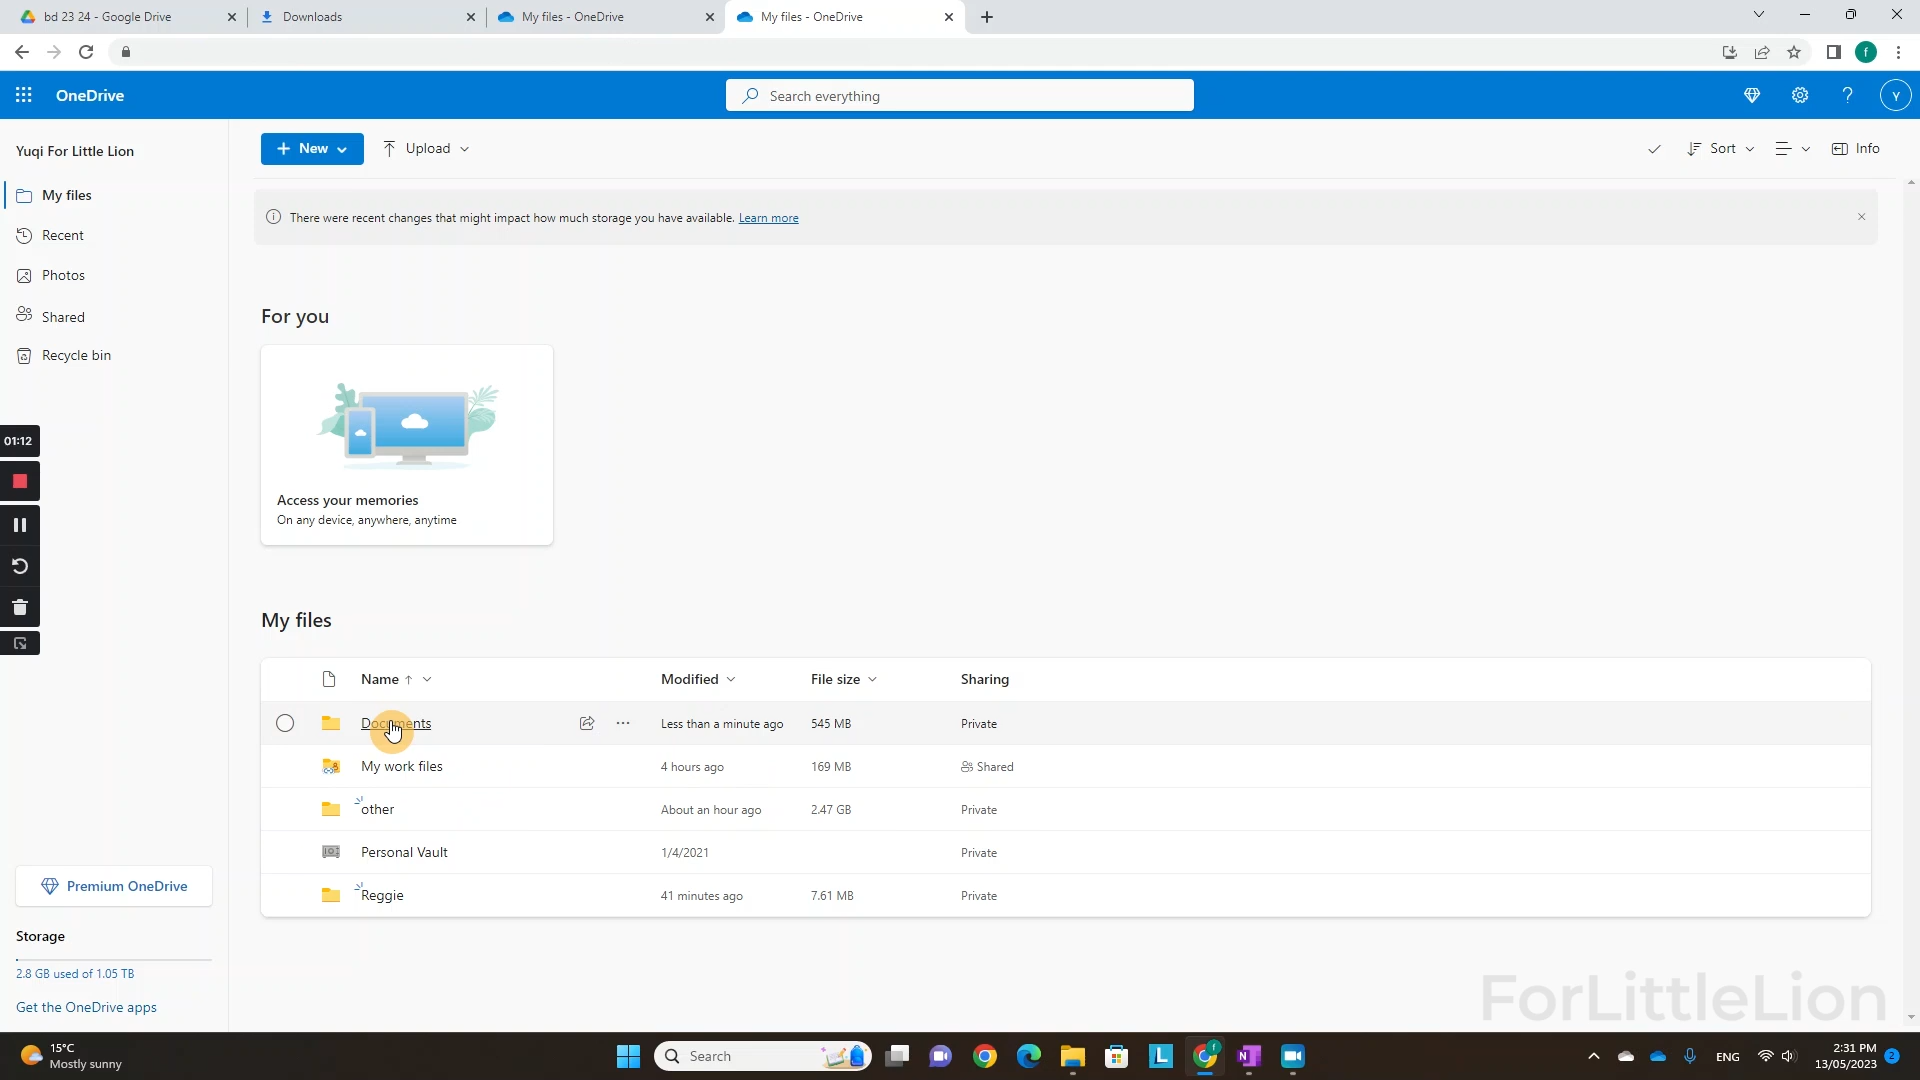 bd 23 24 - Google Drive
Downloads
My files - OneDrive
My files - OneDrive
f
OneDrive
Search everything
Y
Yuqi For Little Lion
+ New
Upload
Sort
Info
My files
There were recent changes that might impact how much storage you have available. Learn more
Recent
Photos
Shared
Recycle bin
For you
01:12
Access your memories
On any device, anywhere, anytime
My files
Name Modified File size Sharing
Documents Less than a minute ago 545 MB Private
My work files 4 hours ago 169 MB Shared
other About an hour ago 2.47 GB Private
Personal Vault 1/4/2021 Private
Reggie 41 minutes ago 7.61 MB Private
Premium OneDrive
Storage
2.8 GB used of 1.05 TB
Get the OneDrive apps
ForLittleLion
15°C
Mostly sunny
Search
L
f
N
ENG
2:31 PM
13/05/2023
2